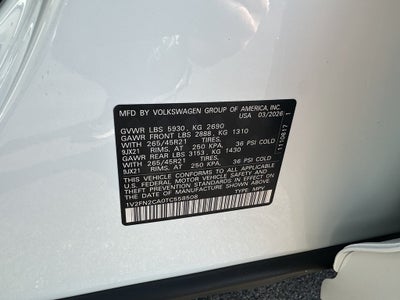 MFD. BY VOLKSWAGEN GROUP OF AMERICA, INC.
USA 03/2026
GVWR LBS 5930 , KG 2690
GAWR FRONT LBS 2888 , KG 1310
WITH 265/45R21 TIRES,
9JX21 RIMS, AT 250 KPA, 36 PSI COLD
GAWR REAR LBS 3153 , KG 1430
WITH 265/45R21 TIRES,
9JX21 RIMS, AT 250 KPA, 36 PSI COLD
THIS VEHICLE CONFORMS TO ALL APPLICABLE
FEDERAL MOTOR VEHICLE SAFETY AND
THEFT PREVENTION STANDARDS IN EFFECT
ON THE DATE OF MANUFACTURE SHOWN ABOVE.
1V2FN2CA0TC558508 TYPE: MPV